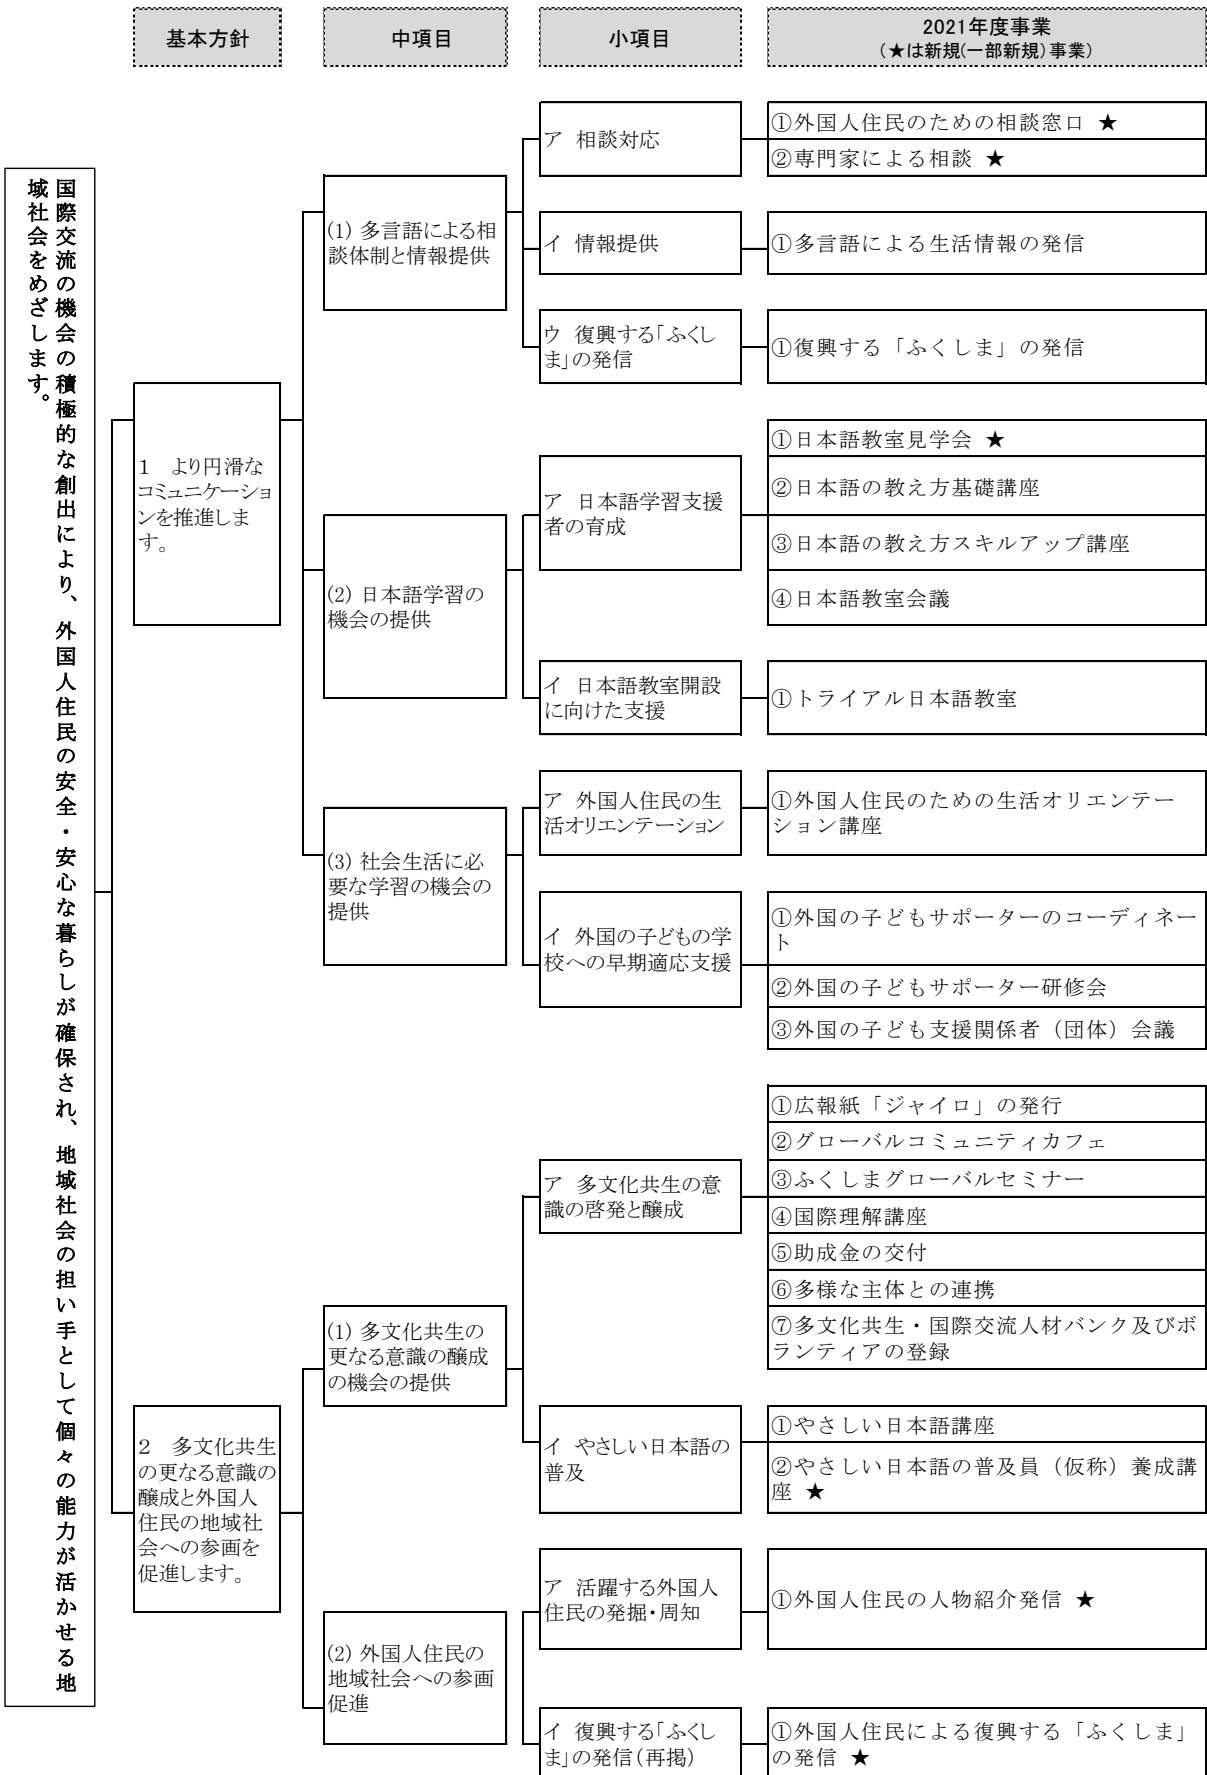 基本方針
中項目
小項目
2021年度事業
(★は新規(一部新規)事業)
国際交流の機会の積極的な創出により、外国人住民の安全・安心な暮らしが確保され、地域社会の担い手として個々の能力が活かせる地
域社会をめざします。
1 より円滑な
コミュニケーショ
ンを推進しま
す。
(1) 多言語による相
談体制と情報提供
ア 相談対応
①外国人住民のための相談窓口 ★
②専門家による相談 ★
イ 情報提供
①多言語による生活情報の発信
ウ 復興する「ふくし
ま」の発信
①復興する「ふくしま」の発信
(2) 日本語学習の
機会の提供
ア 日本語学習支援
者の育成
①日本語教室見学会 ★
②日本語の教え方基礎講座
③日本語の教え方スキルアップ講座
④日本語教室会議
イ 日本語教室開設
に向けた支援
①トライアル日本語教室
(3) 社会生活に必
要な学習の機会の
提供
ア 外国人住民の生
活オリエンテーション
①外国人住民のための生活オリエンテー
ション講座
イ 外国の子どもの学
校への早期適応支援
①外国の子どもサポーターのコーディネー
ト
②外国の子どもサポーター研修会
③外国の子ども支援関係者（団体）会議
2 多文化共生
の更なる意識の
醸成と外国人
住民の地域社
会への参画を
促進します。
(1) 多文化共生の
更なる意識の醸成
の機会の提供
ア 多文化共生の意
識の啓発と醸成
①広報紙「ジャイロ」の発行
②グローバルコミュニティカフェ
③ふくしまグローバルセミナー
④国際理解講座
⑤助成金の交付
⑥多様な主体との連携
⑦多文化共生・国際交流人材バンク及びボ
ランティアの登録
イ やさしい日本語の
普及
①やさしい日本語講座
②やさしい日本語の普及員（仮称）養成講
座 ★
(2) 外国人住民の
地域社会への参画
促進
ア 活躍する外国人
住民の発掘・周知
①外国人住民の人物紹介発信 ★
イ 復興する「ふくし
ま」の発信(再掲)
①外国人住民による復興する「ふくしま」
の発信 ★